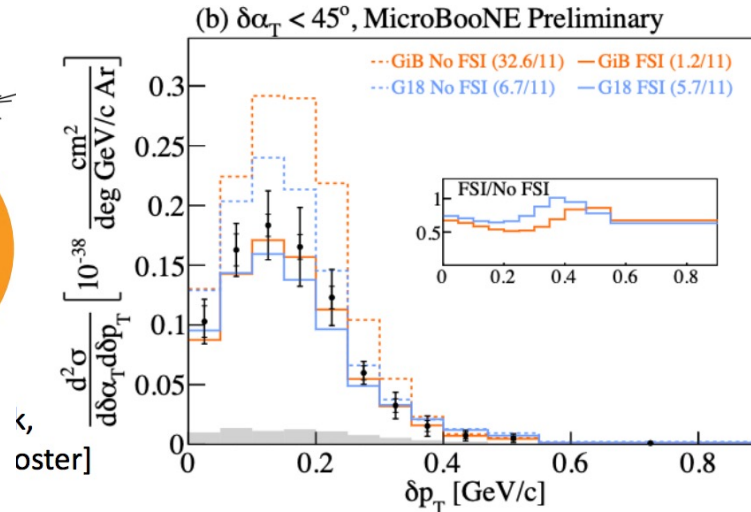 (b) δα_T < 45°, MicroBooNE Preliminary
GiB No FSI (32.6/11) GiB FSI (1.2/11)
G18 No FSI (6.7/11) G18 FSI (5.7/11)
d²σ/dδα_T dδp_T [10⁻³⁸ cm²/deg GeV/c Ar]
0.3
0.25
0.2
0.15
0.1
0.05
0
FSI/No FSI
1
0.5
0 0.2 0.4 0.6 0.8
0 0.2 0.4 0.6 0.8
δp_T [GeV/c]
k,
oster]